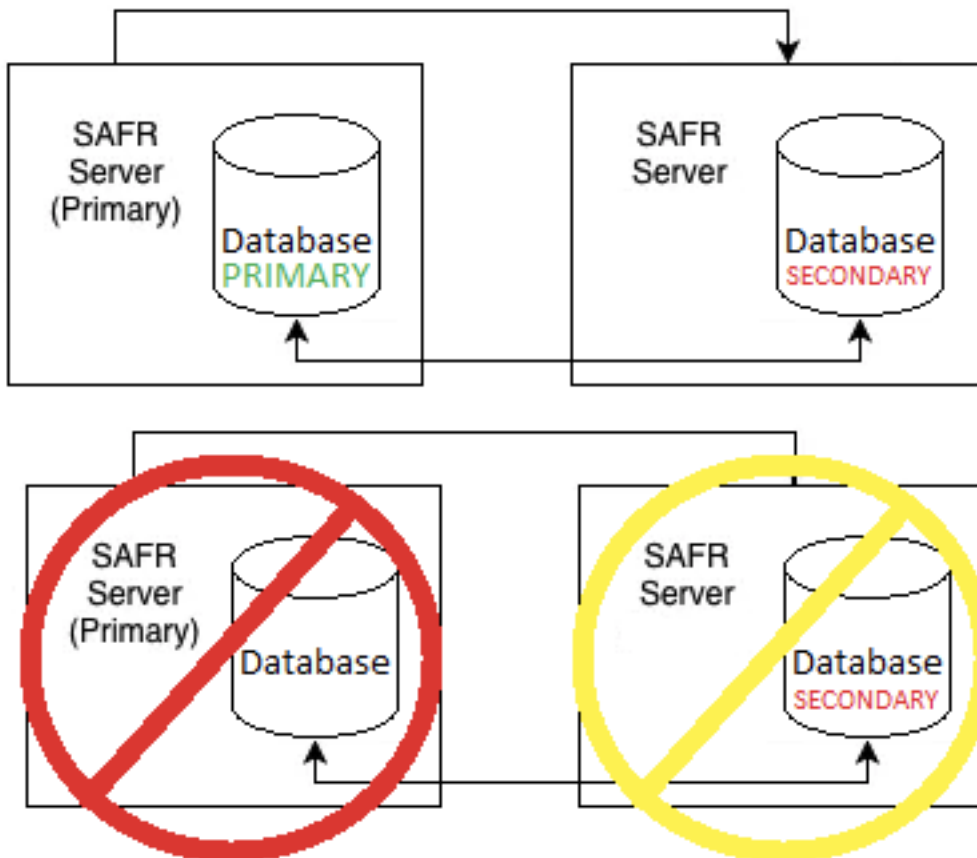 SAFR
Server
(Primary)
Database
PRIMARY
SAFR
Server
Database
SECONDARY
SAFR
Server
(Primary)
Database
SAFR
Server
Database
SECONDARY